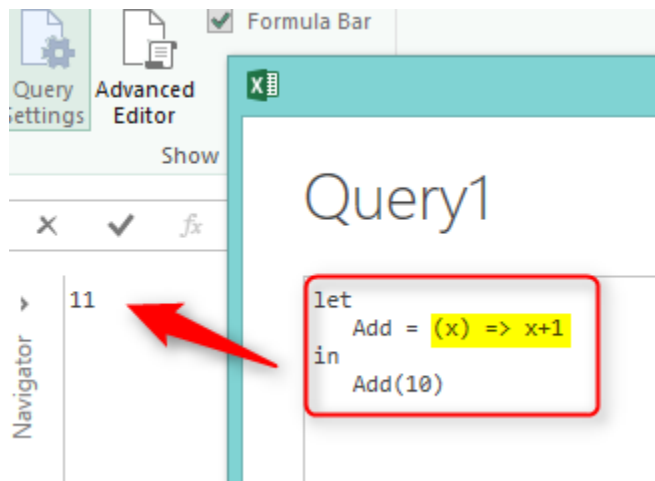 Formula Bar
Query Advanced
Settings Editor
Show
Query1
fx
11
Navigator
let
Add = (x) => x+1
in
Add(10)